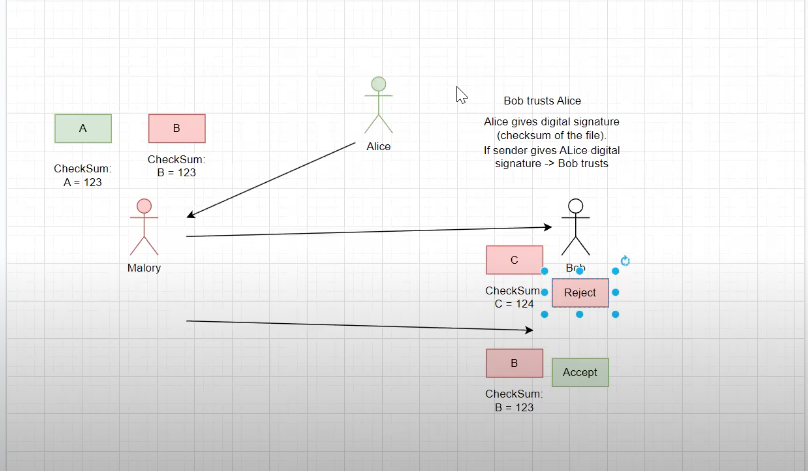 Bob trusts Alice
Alice gives digital signature
(checksum of the file).
If sender gives ALice digital
signature -> Bob trusts
Alice
A
B
CheckSum:
A = 123
CheckSum:
B = 123
Malory
Bob
C
CheckSum:
C = 124
Reject
B
Accept
CheckSum:
B = 123